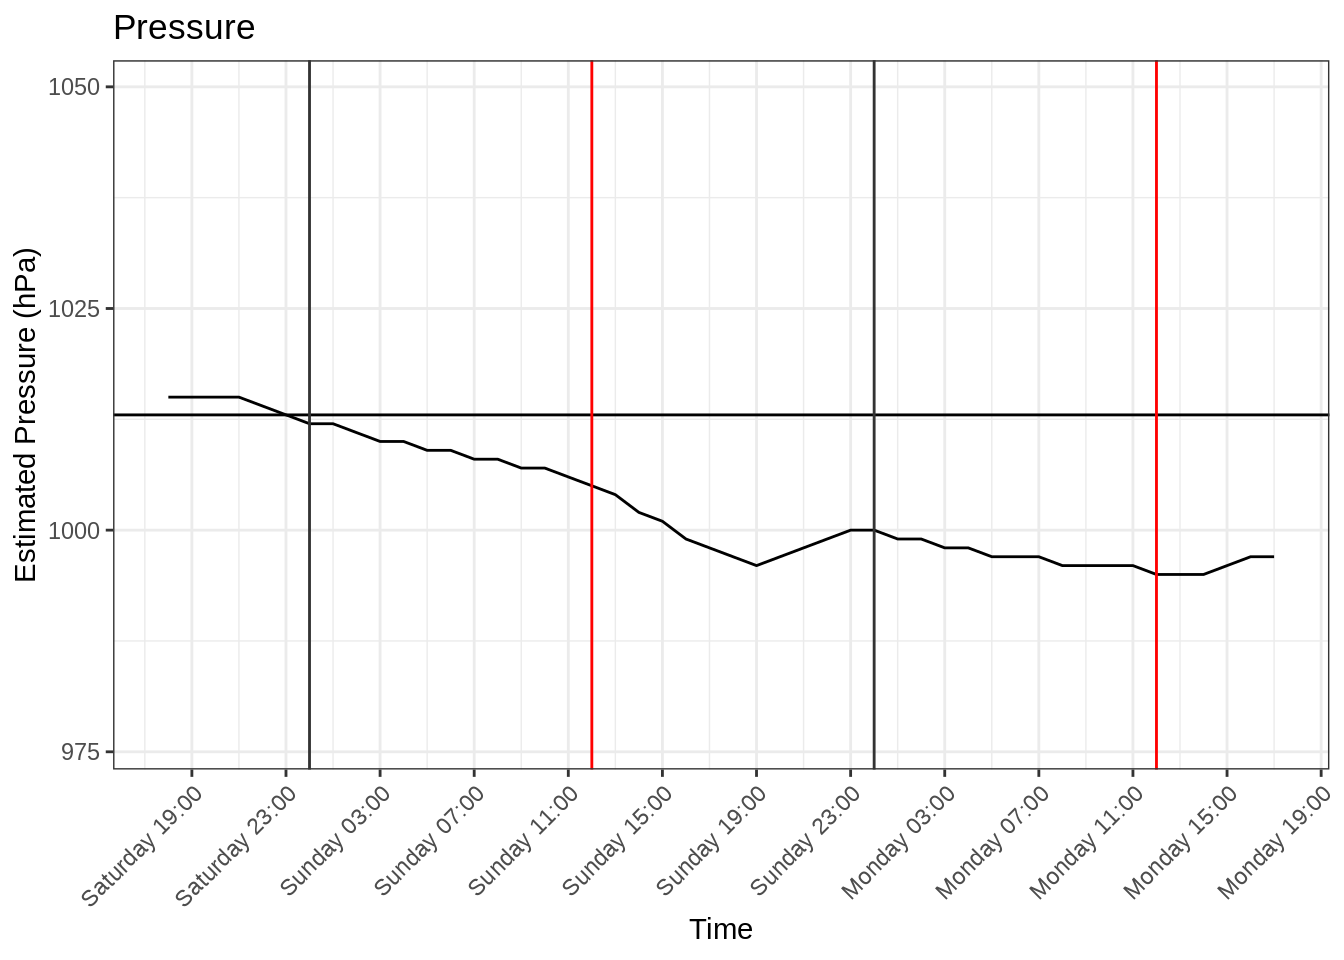 Pressure
Estimated Pressure (hPa)
1050
1025
1000
975
Saturday 19:00
Saturday 23:00
Sunday 03:00
Sunday 07:00
Sunday 11:00
Sunday 15:00
Sunday 19:00
Sunday 23:00
Monday 03:00
Monday 07:00
Monday 11:00
Monday 15:00
Monday 19:00
Time